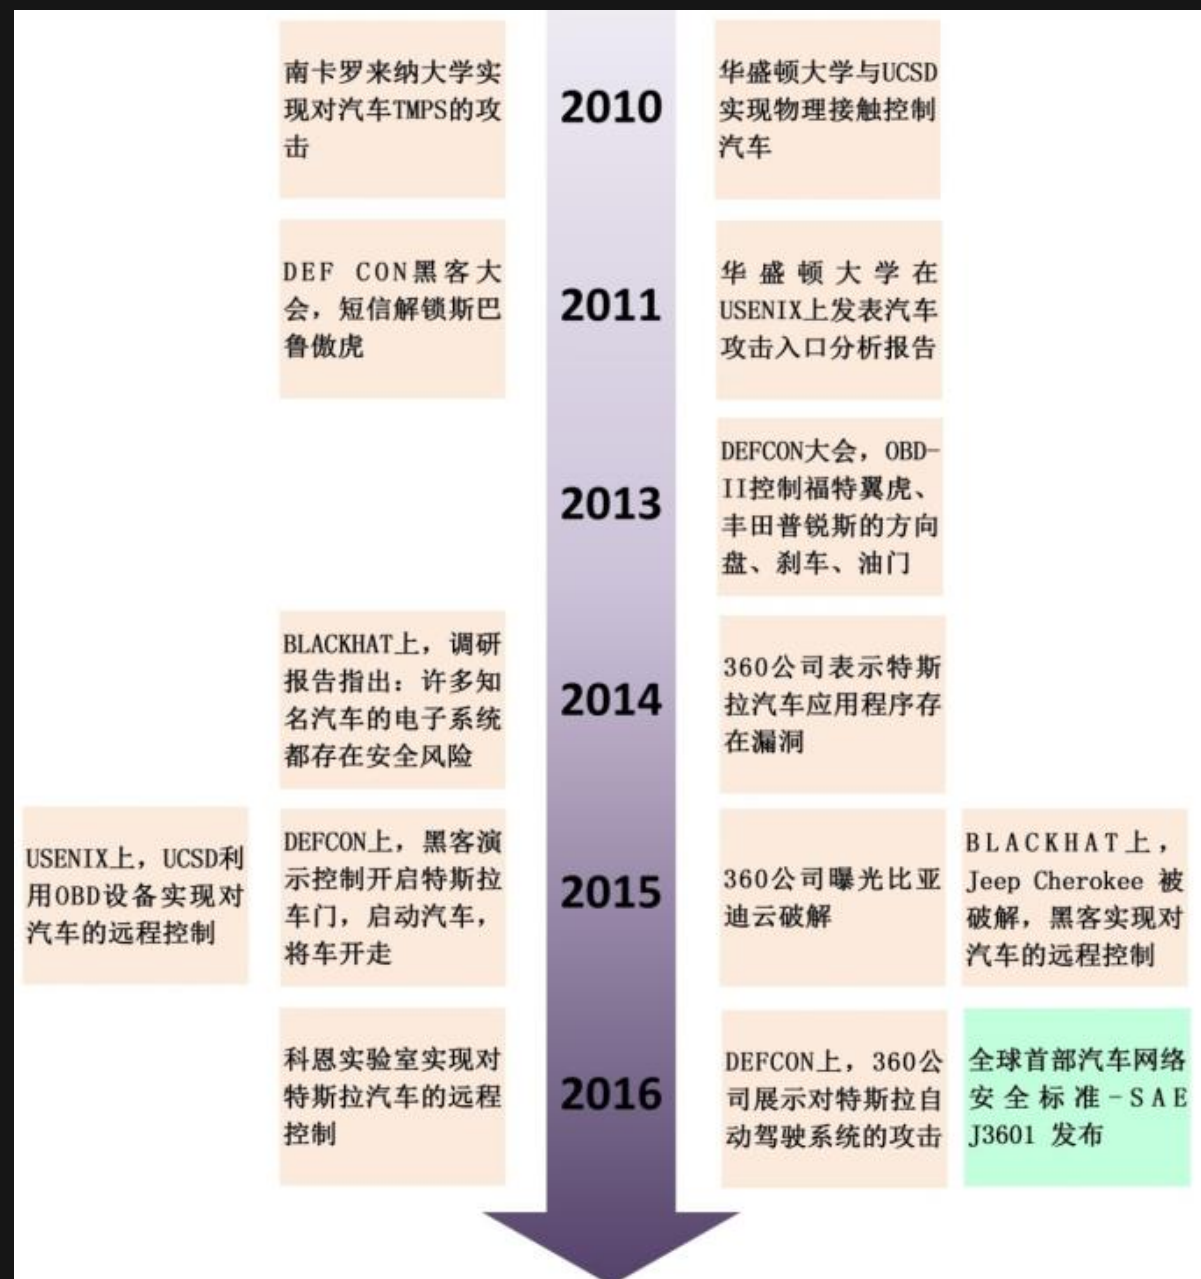 南卡罗来纳大学实
现对汽车TMPS的攻
击
2010
华盛顿大学与UCSD
实现物理接触控制
汽车
DEF CON黑客大
会，短信解锁斯巴
鲁傲虎
2011
华盛顿大学在
USENIX上发表汽车
攻击入口分析报告
2013
DEFCON大会，OBD-
II控制福特翼虎、
丰田普锐斯的方向
盘、刹车、油门
BLACKHAT上，调研
报告指出：许多知
名汽车的电子系统
都存在安全风险
2014
360公司表示特斯
拉汽车应用程序存
在漏洞
USENIX上，UCSD利
用OBD设备实现对
汽车的远程控制
DEFCON上，黑客演
示控制开启特斯拉
车门，启动汽车，
将车开走
2015
360公司曝光比亚
迪云破解
BLACKHAT上，
Jeep Cherokee 被
破解，黑客实现对
汽车的远程控制
科恩实验室实现对
特斯拉汽车的远程
控制
2016
DEFCON上，360公
司展示对特斯拉自
动驾驶系统的攻击
全球首部汽车网络
安全标准-SAE
J3601 发布